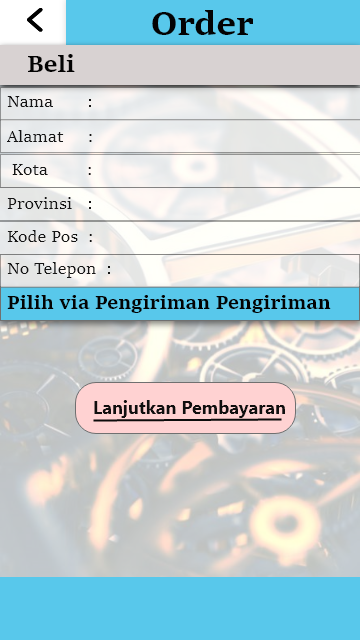 Order
Beli
Nama :
Alamat :
Kota :
Provinsi :
Kode Pos :
No Telepon :
Pilih via Pengiriman Pengiriman
Lanjutkan Pembayaran